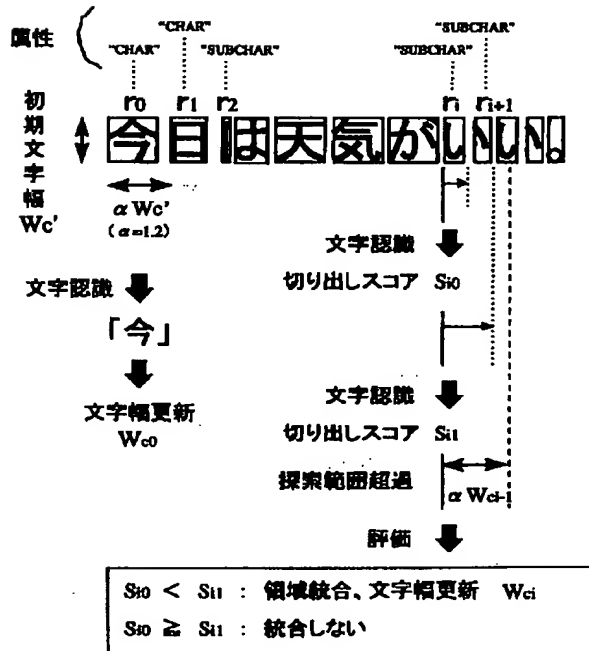 属性
"CHAR" "CHAR" "SUBCHAR" "SUBCHAR" "SUBCHAR"
初期文字幅 Wc'
r0 r1 r2 ri ri+1
今日は天気がいい。
α Wc'
(α=1.2)
文字認識
「今」
文字幅更新
Wc0
文字認識
切り出しスコア Si0
文字認識
切り出しスコア Si1
探索範囲超過 α Wci-1
評価
Si0 < Si1 : 領域統合、文字幅更新 Wci
Si0 ≧ Si1 : 統合しない